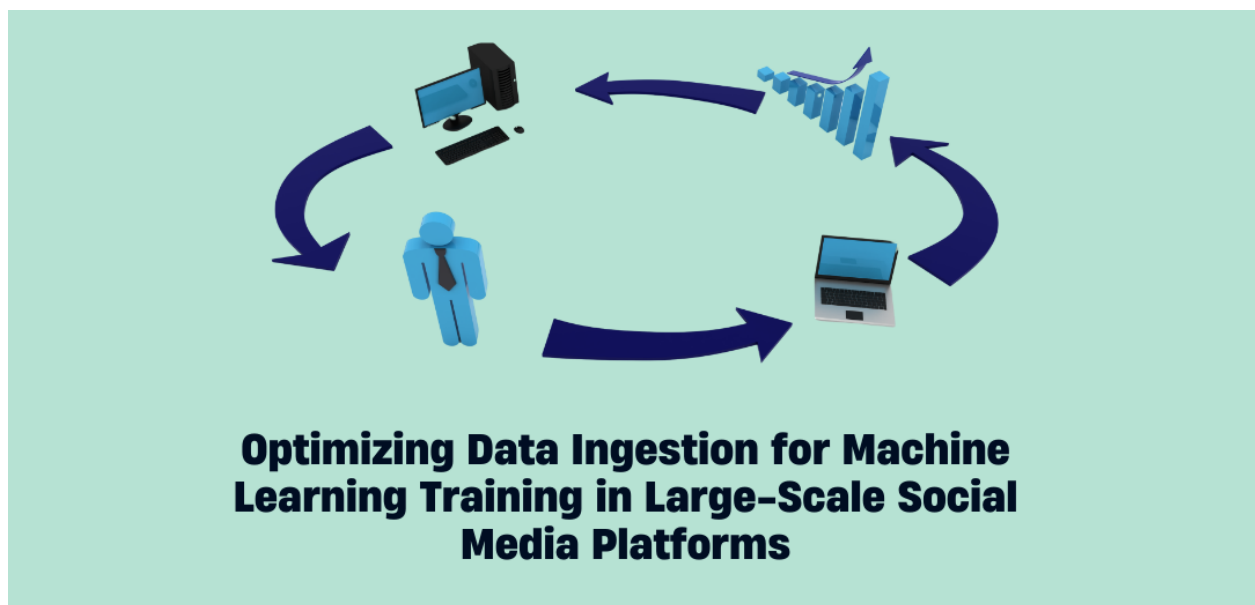 Optimizing Data Ingestion for Machine
Learning Training in Large-Scale Social
Media Platforms